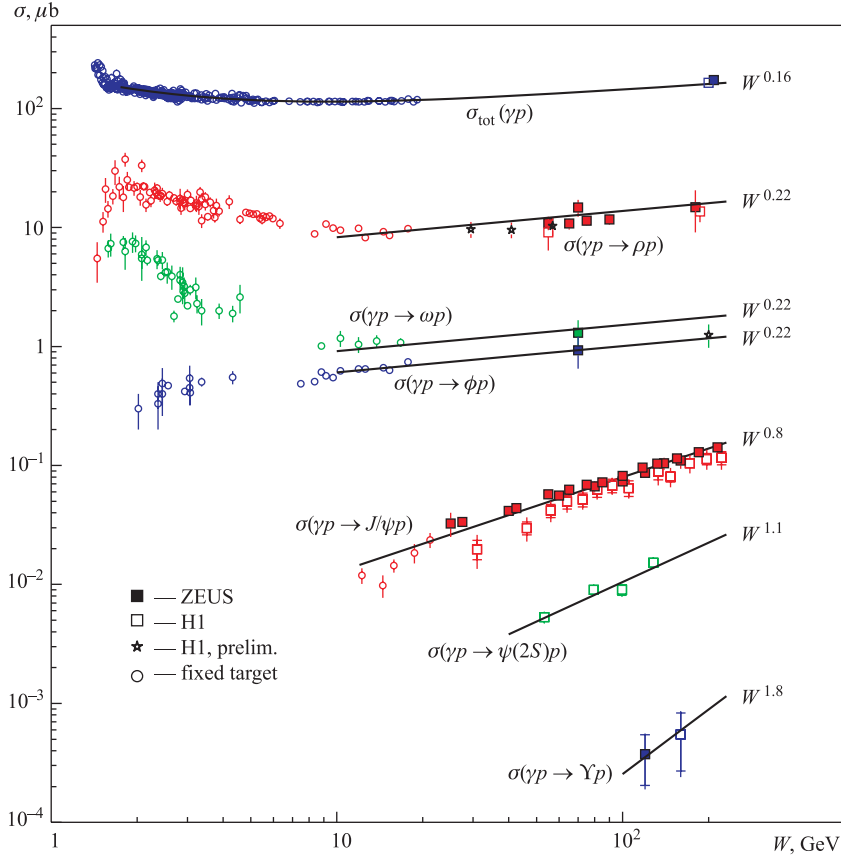 σ, μb
10²
W^0.16
σ_tot(γp)
W^0.22
10
σ(γp → ρp)
W^0.22
σ(γp → ωp)
1
W^0.22
σ(γp → ϕp)
W^0.8
10⁻¹
σ(γp → J/ψp)
W^1.1
10⁻²
■ — ZEUS
□ — H1
☆ — H1, prelim.
○ — fixed target
σ(γp → ψ(2S)p)
10⁻³
W^1.8
σ(γp → ϒp)
10⁻⁴
1
10
10²
W, GeV